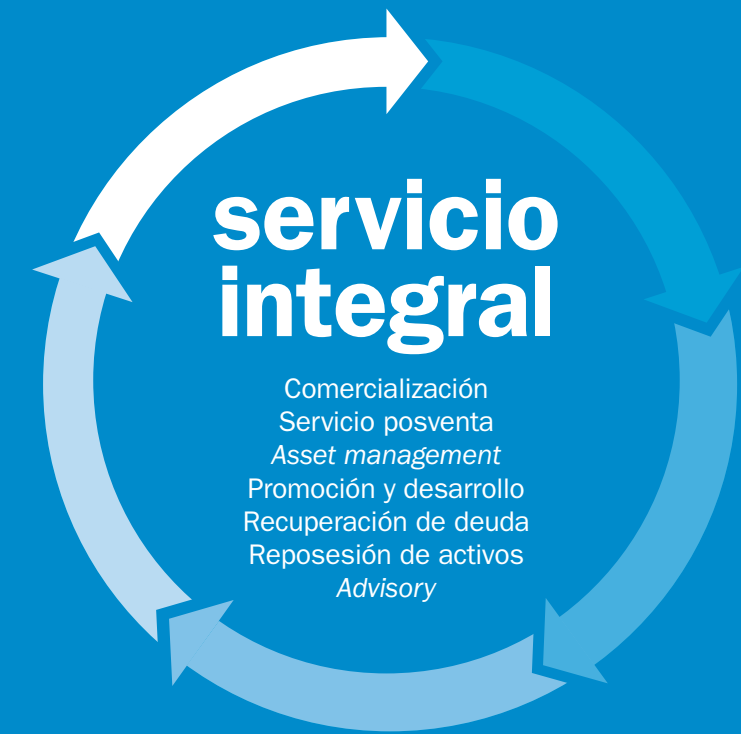 servicio
integral
Comercialización
Servicio posventa
Asset management
Promoción y desarrollo
Recuperación de deuda
Reposesión de activos
Advisory